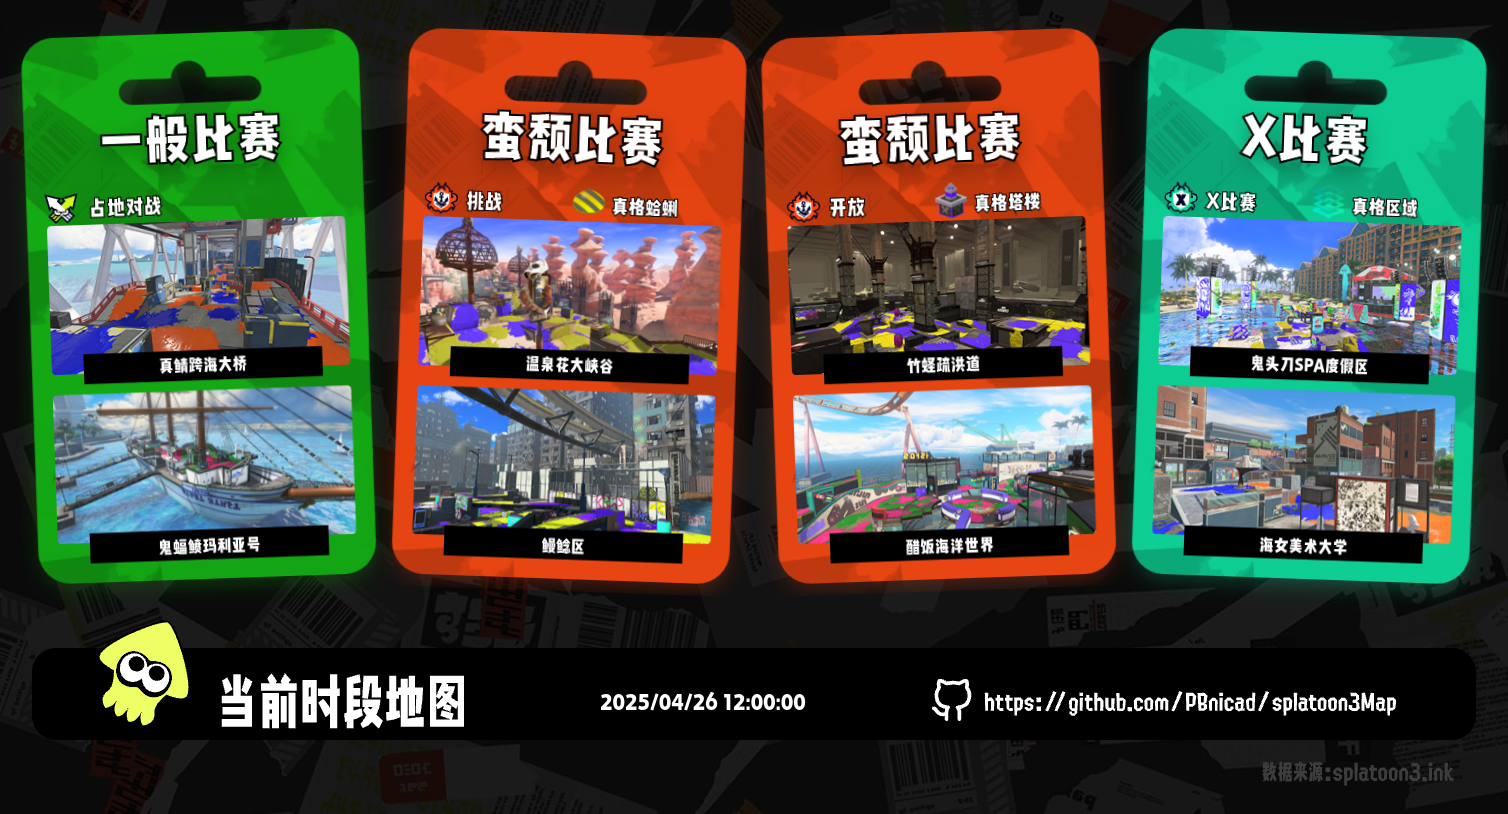 一般比赛
占地对战
真鲷跨海大桥
鬼蝠鲼玛利亚号
蛮颓比赛
挑战
真格蛤蜊
温泉花大峡谷
鳗鲶区
蛮颓比赛
开放
真格塔楼
竹蛏疏洪道
醋饭海洋世界
X比赛
X比赛
真格区域
鬼头刀SPA度假区
海女美术大学
当前时段地图
2025/04/26 12:00:00
https://github.com/PBnicad/splatoon3Map
数据来源:splatoon3.ink